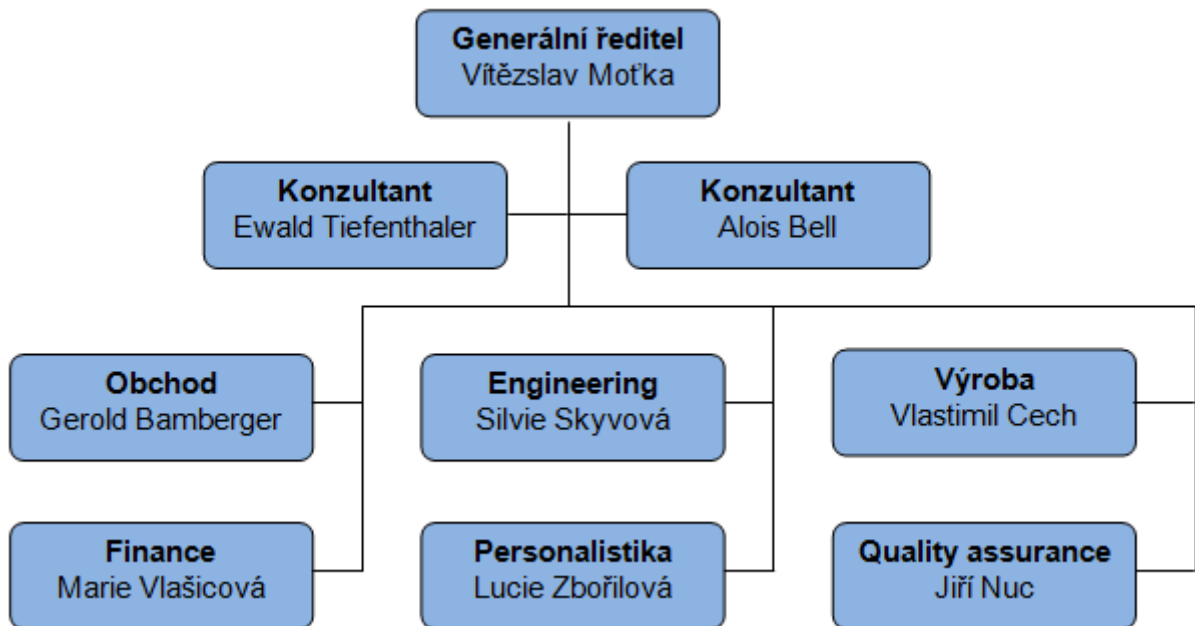 Generální ředitel
Vítězslav Moťka
Konzultant
Ewald Tiefenthaler
Konzultant
Alois Bell
Obchod
Gerold Bamberger
Engineering
Silvie Skyvová
Výroba
Vlastimil Cech
Finance
Marie Vlašicová
Personalistika
Lucie Zbořilová
Quality assurance
Jiří Nuc